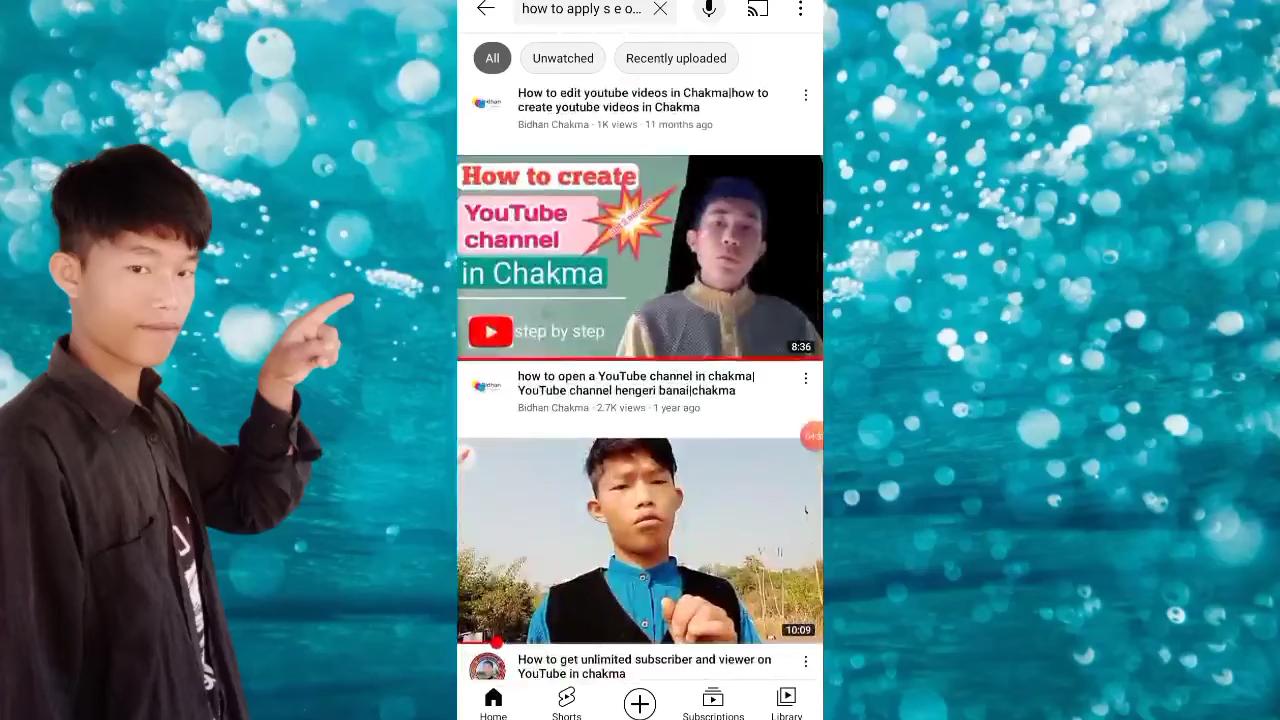 how to apply s e o...
All
Unwatched
Recently uploaded
How to edit youtube videos in Chakma|how to
create youtube videos in Chakma
Bidhan Chakma · 1K views · 11 months ago
How to create
YouTube
channel
in Chakma
step by step
8:36
how to open a YouTube channel in chakma|
YouTube channel hengeri banai|chakma
Bidhan Chakma · 2.7K views · 1 year ago
10:09
How to get unlimited subscriber and viewer on
YouTube in chakma
Home
Shorts
Subscriptions
Library